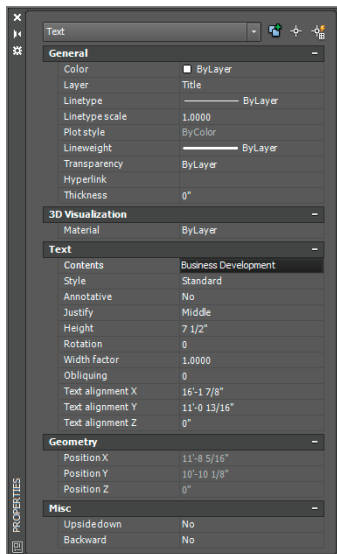 Text
General
Color ByLayer
Layer Title
Linetype ByLayer
Linetype scale 1.0000
Plot style ByColor
Lineweight ByLayer
Transparency ByLayer
Hyperlink
Thickness 0"
3D Visualization
Material ByLayer
Text
Contents Business Development
Style Standard
Annotative No
Justify Middle
Height 7 1/2"
Rotation 0
Width factor 1.0000
Obliquing 0
Text alignment X 16'-1 7/8"
Text alignment Y 11'-0 13/16"
Text alignment Z 0"
Geometry
Position X 11'-8 5/16"
Position Y 10'-10 1/8"
Position Z 0"
Misc
Upside down No
Backward No
PROPERTIES